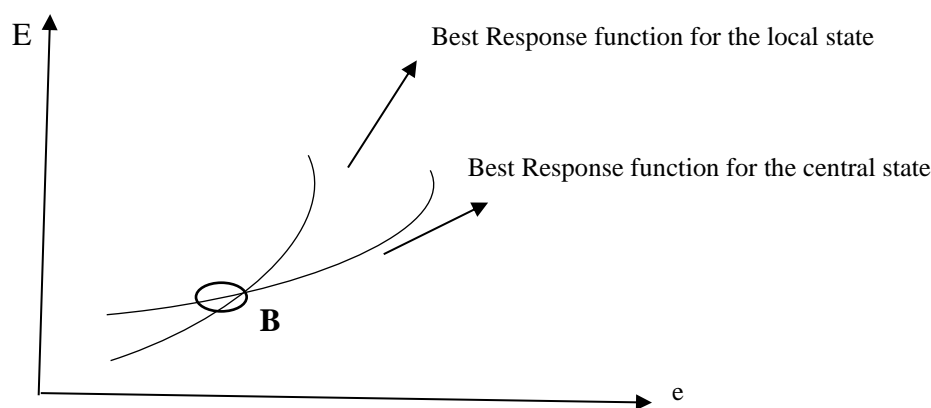 E
Best Response function for the local state
Best Response function for the central state
B
e